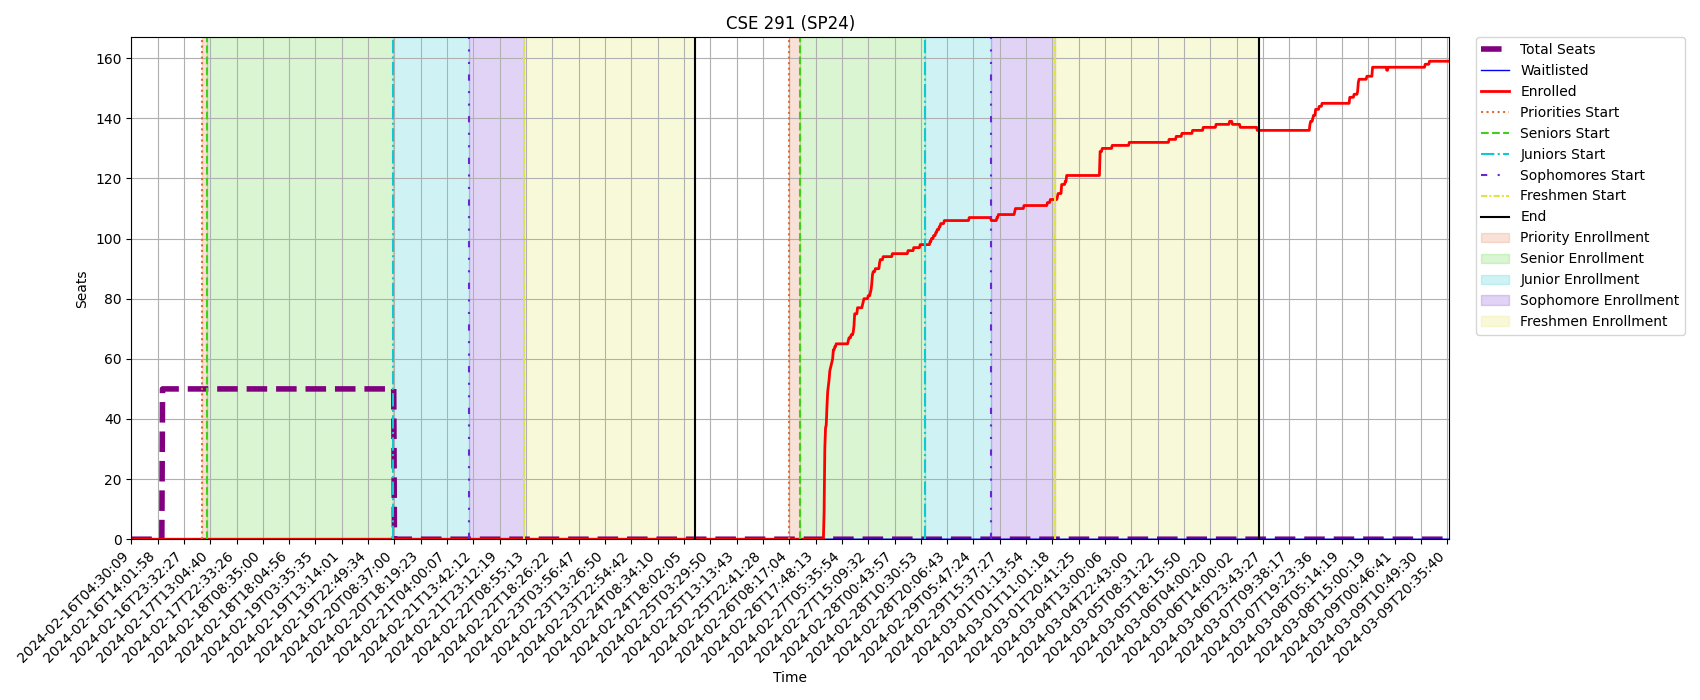 CSE 291 (SP24)
160
140
120
100
80
60
40
20
0
Seats
2024-02-16T04:30:09
2024-02-16T14:01:58
2024-02-16T23:32:27
2024-02-17T13:04:40
2024-02-17T22:33:26
2024-02-18T08:35:00
2024-02-18T18:04:56
2024-02-19T03:35:35
2024-02-19T13:14:01
2024-02-19T22:49:34
2024-02-20T08:37:00
2024-02-20T18:19:23
2024-02-21T04:00:07
2024-02-21T13:42:12
2024-02-21T23:12:19
2024-02-22T08:55:13
2024-02-22T18:26:22
2024-02-23T03:56:47
2024-02-23T13:26:50
2024-02-23T22:54:42
2024-02-24T08:34:10
2024-02-24T18:02:05
2024-02-25T03:29:50
2024-02-25T13:13:43
2024-02-25T22:41:28
2024-02-26T08:17:04
2024-02-26T17:48:13
2024-02-27T05:35:54
2024-02-27T15:09:32
2024-02-28T00:43:57
2024-02-28T10:30:53
2024-02-28T20:06:43
2024-02-29T05:47:24
2024-02-29T15:37:27
2024-03-01T01:13:54
2024-03-01T11:01:18
2024-03-01T20:41:25
2024-03-04T13:00:06
2024-03-04T22:43:00
2024-03-05T08:31:22
2024-03-05T18:15:50
2024-03-06T04:00:20
2024-03-06T14:00:02
2024-03-06T23:43:27
2024-03-07T09:38:17
2024-03-07T19:23:36
2024-03-08T05:14:19
2024-03-08T15:00:19
2024-03-09T00:46:41
2024-03-09T10:49:30
2024-03-09T20:35:40
Time
Total Seats
Waitlisted
Enrolled
Priorities Start
Seniors Start
Juniors Start
Sophomores Start
Freshmen Start
End
Priority Enrollment
Senior Enrollment
Junior Enrollment
Sophomore Enrollment
Freshmen Enrollment